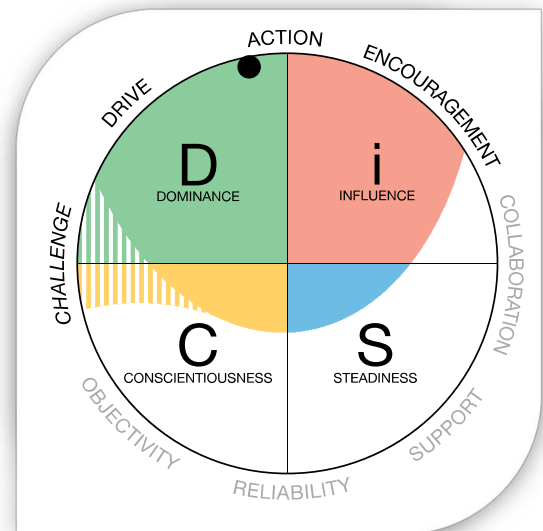 ACTION
DRIVE
ENCOURAGEMENT
D
DOMINANCE
i
INFLUENCE
CHALLENGE
COLLABORATION
C
CONSCIENTIOUSNESS
S
STEADINESS
OBJECTIVITY
SUPPORT
RELIABILITY